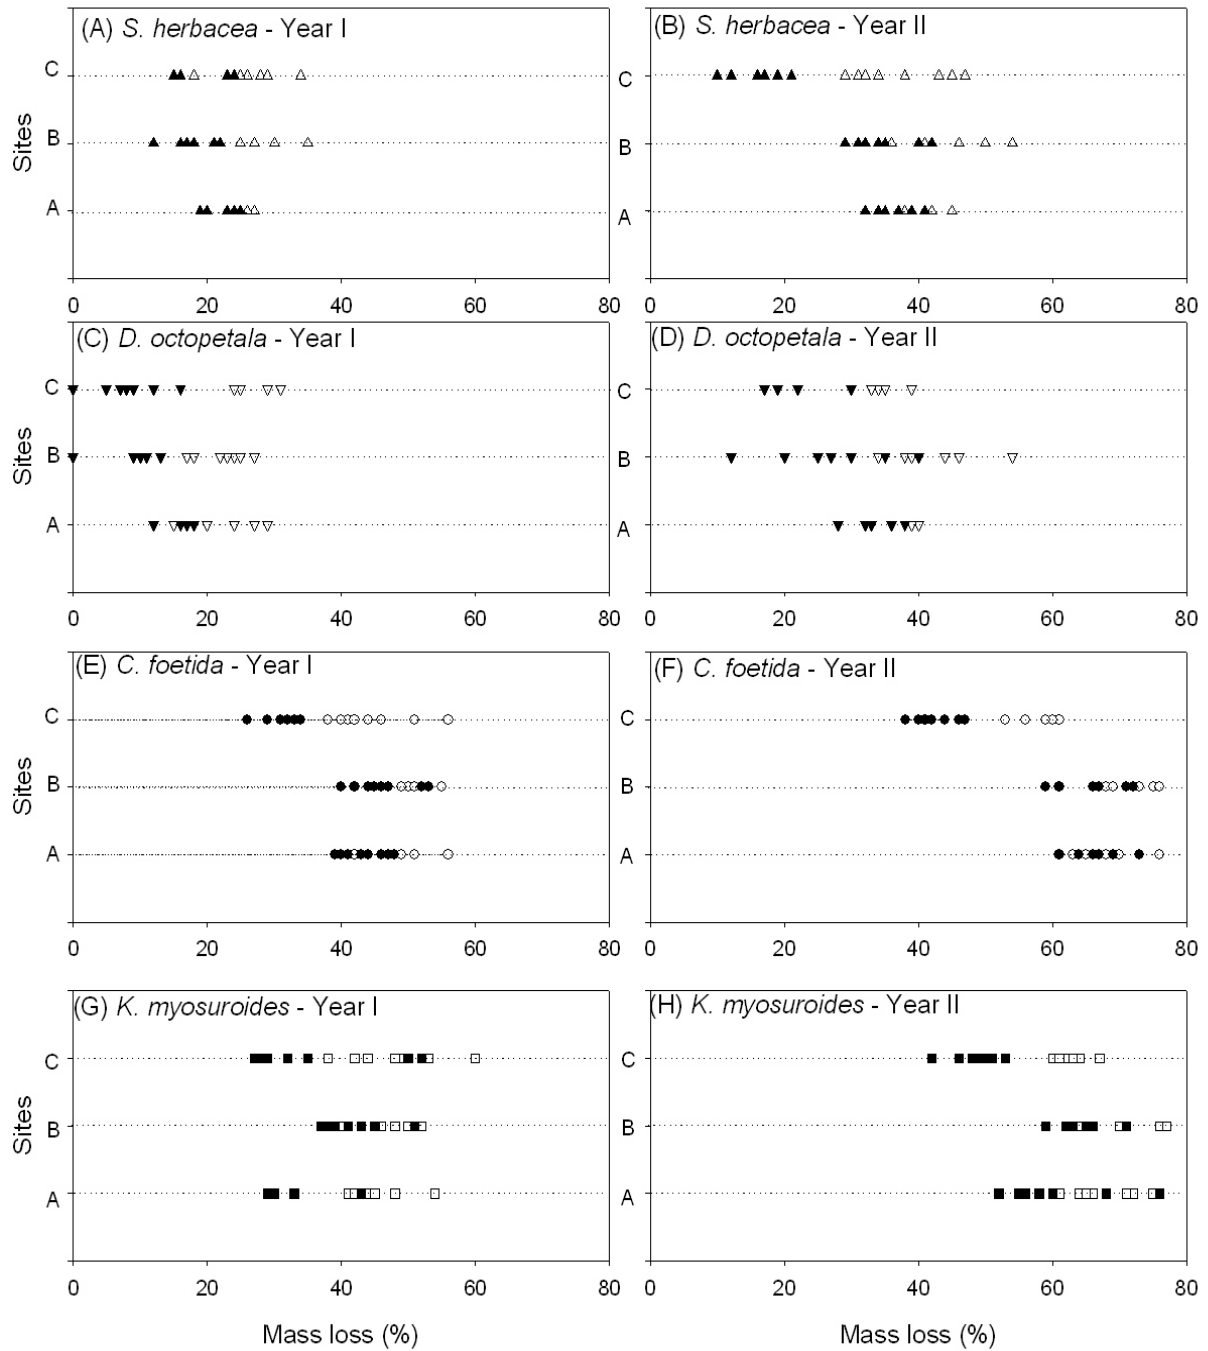 (A) S. herbacea - Year I
(B) S. herbacea - Year II
Sites
C
B
A
C
B
A
0 20 40 60 80
0 20 40 60 80
(C) D. octopetala - Year I
(D) D. octopetala - Year II
Sites
C
B
A
C
B
A
0 20 40 60 80
0 20 40 60 80
(E) C. foetida - Year I
(F) C. foetida - Year II
Sites
C
B
A
C
B
A
0 20 40 60 80
0 20 40 60 80
(G) K. myosuroides - Year I
(H) K. myosuroides - Year II
Sites
C
B
A
C
B
A
0 20 40 60 80
0 20 40 60 80
Mass loss (%)
Mass loss (%)